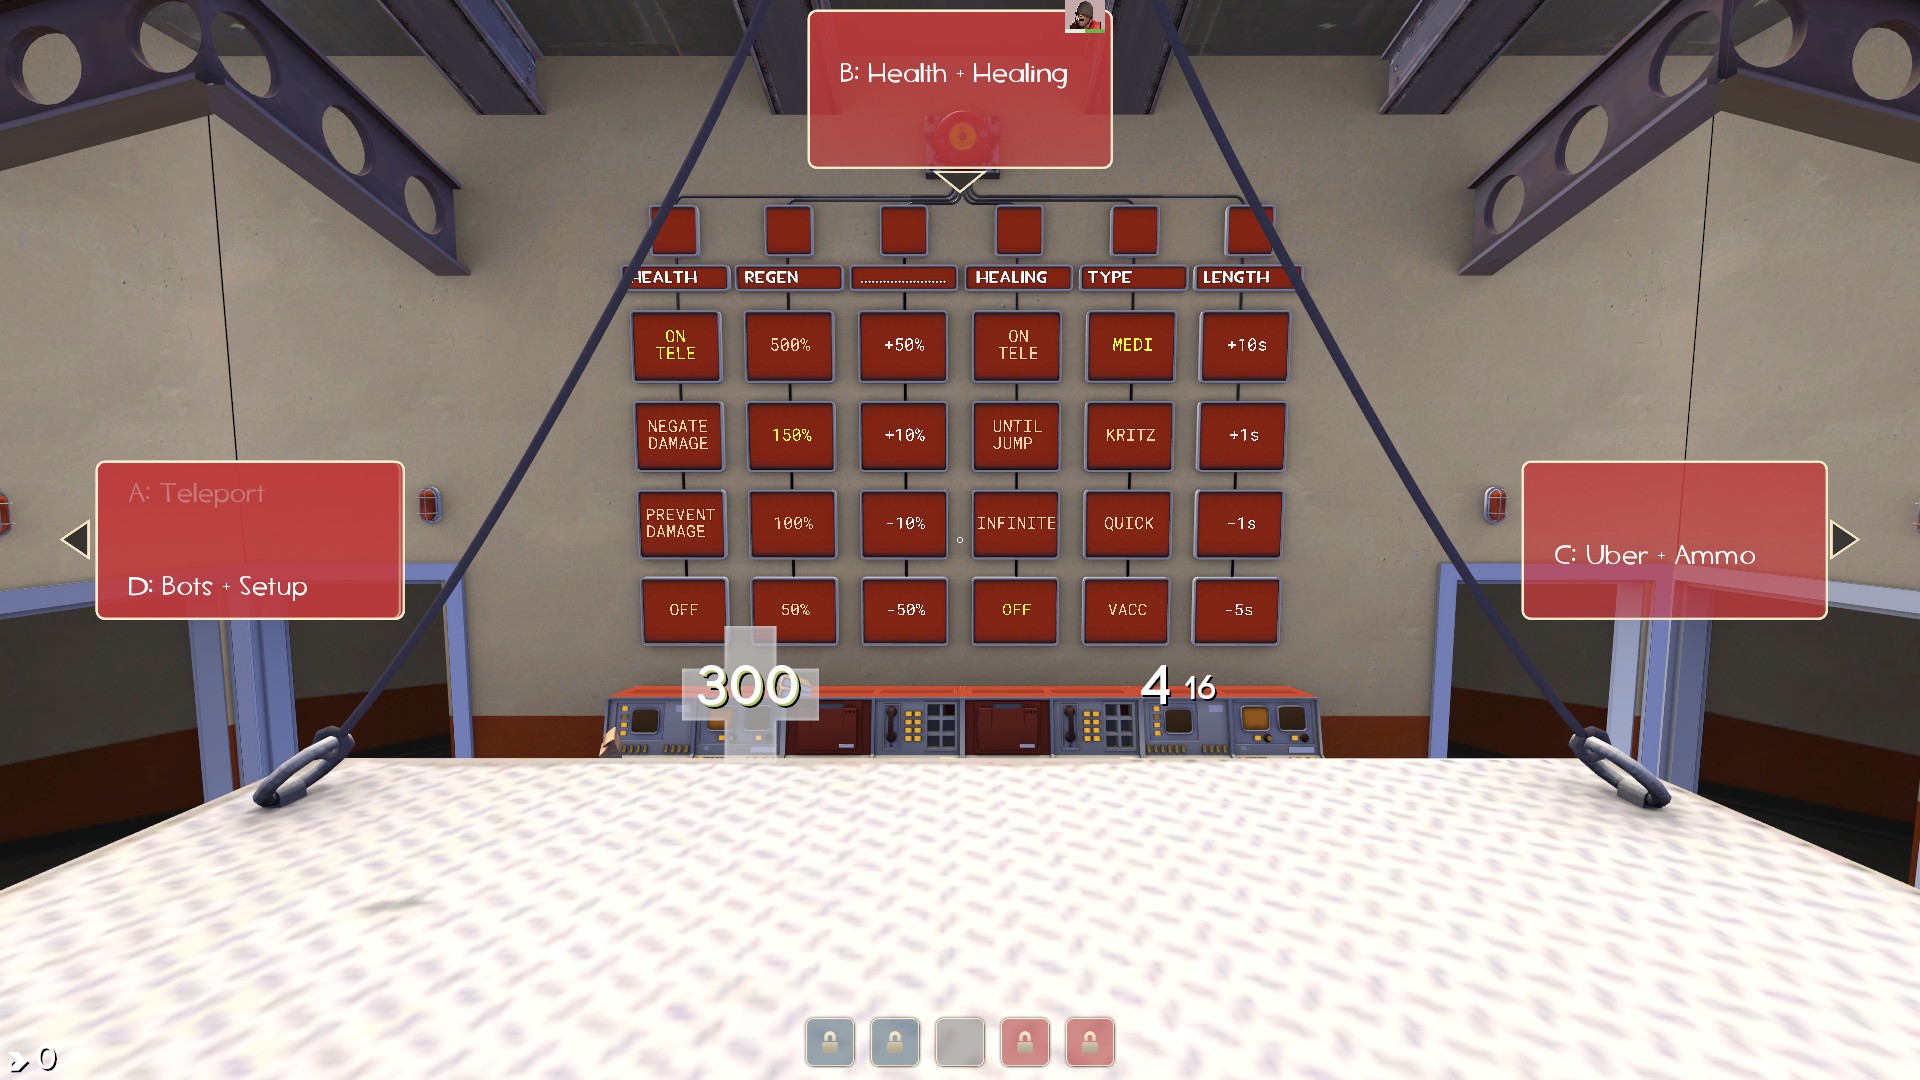 B: Health + Healing
HEALTH REGEN ...................... HEALING TYPE LENGTH
ON
TELE
500%
+50%
ON
TELE
MEDI
+10s
NEGATE
DAMAGE
150%
+10%
UNTIL
JUMP
KRITZ
+1s
PREVENT
DAMAGE
100%
-10%
INFINITE
QUICK
-1s
OFF
50%
-50%
OFF
VACC
-5s
A: Teleport
D: Bots + Setup
C: Uber + Ammo
300
4 16
0